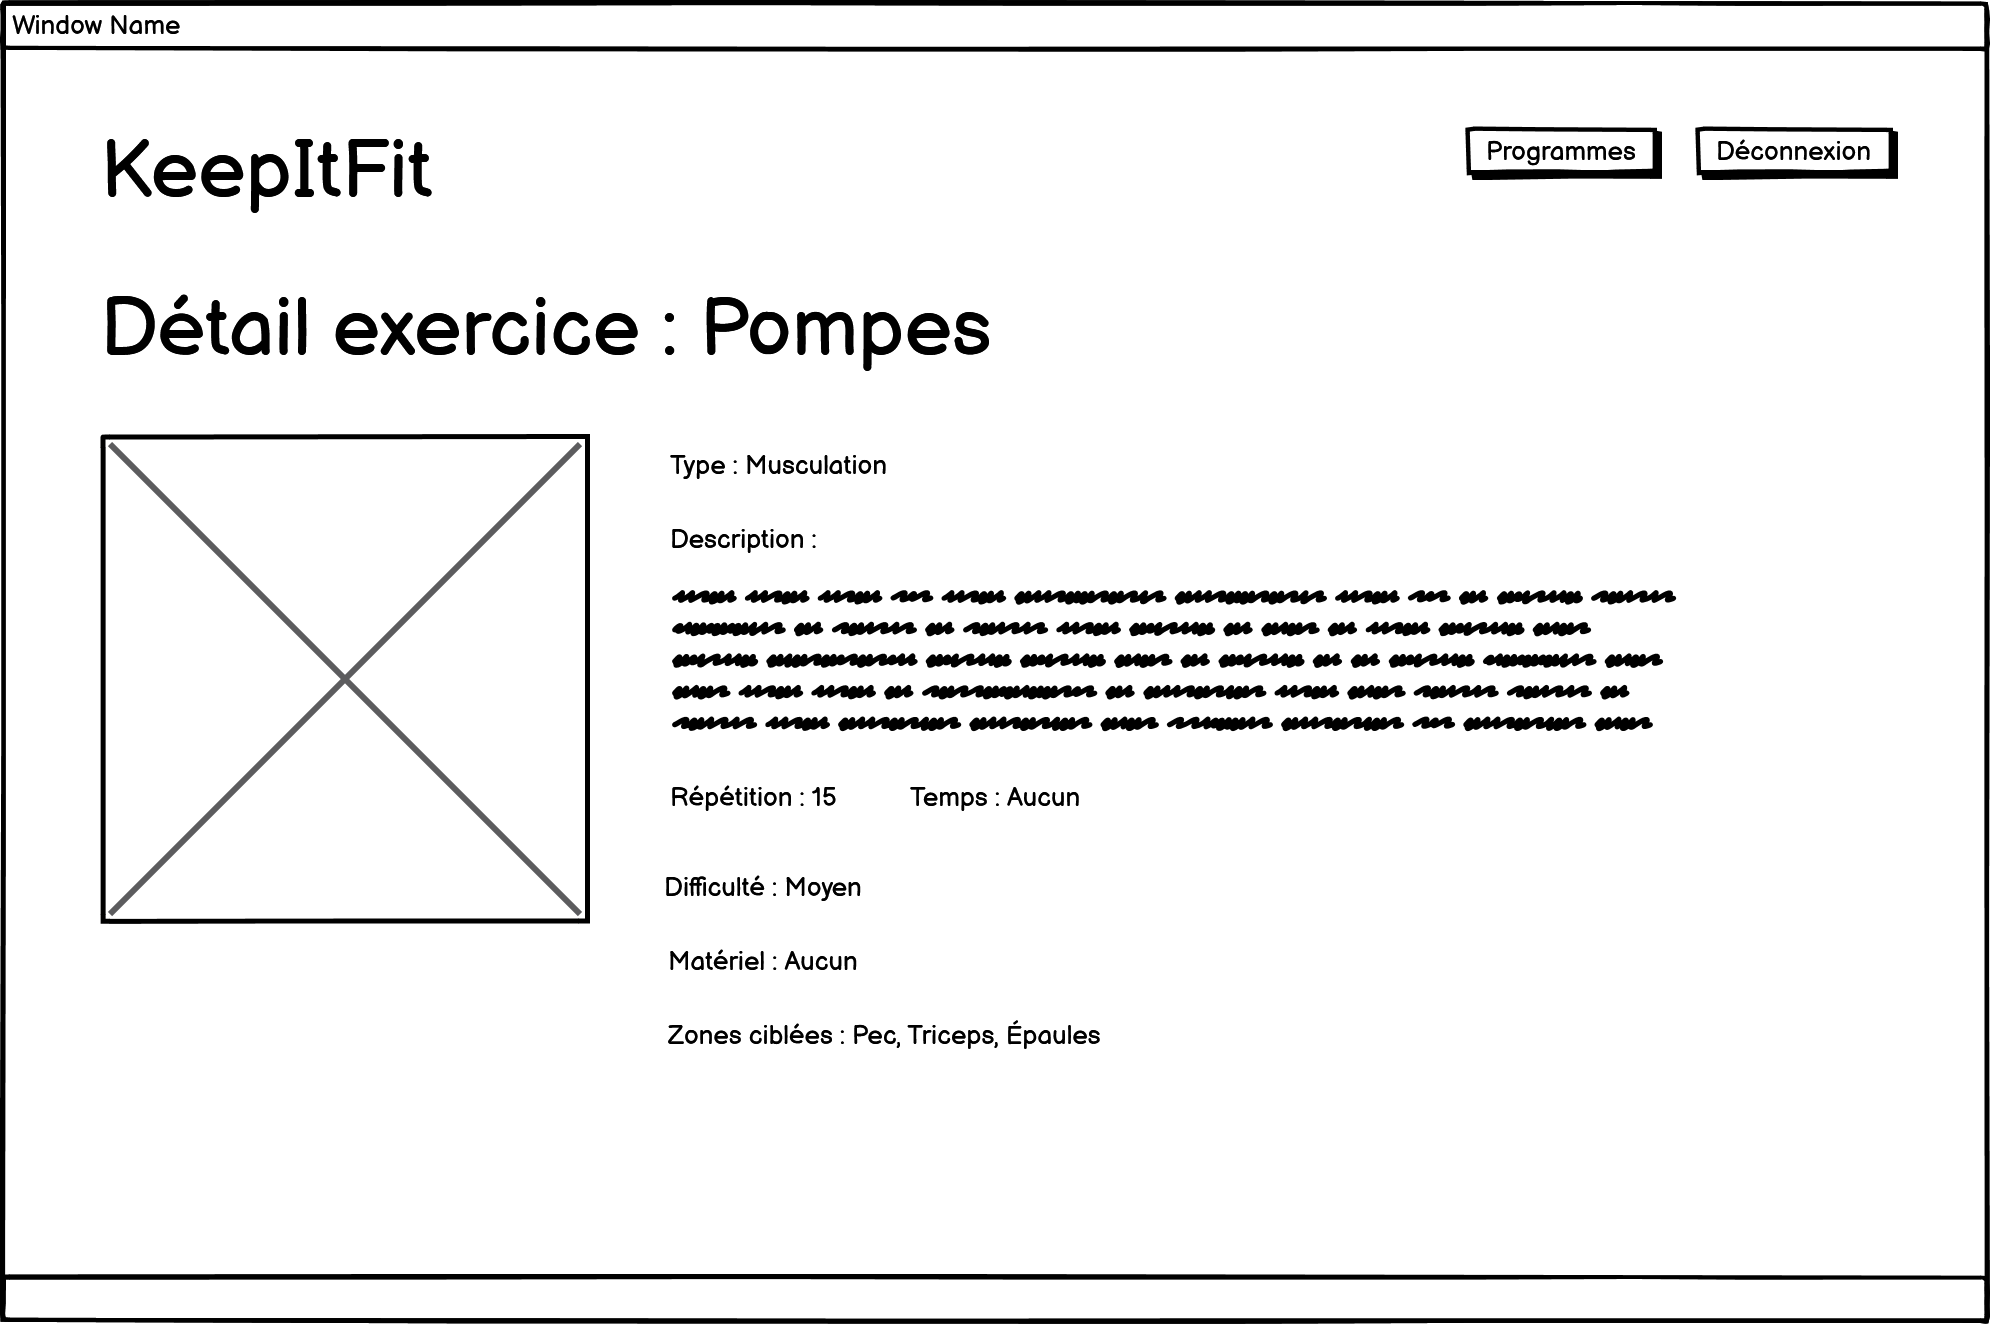 Window Name
KeepItFit
Programmes
Déconnexion
Détail exercice : Pompes
Type : Musculation
Description :
Répétition : 15
Temps : Aucun
Difficulté : Moyen
Matériel : Aucun
Zones ciblées : Pec, Triceps, Épaules